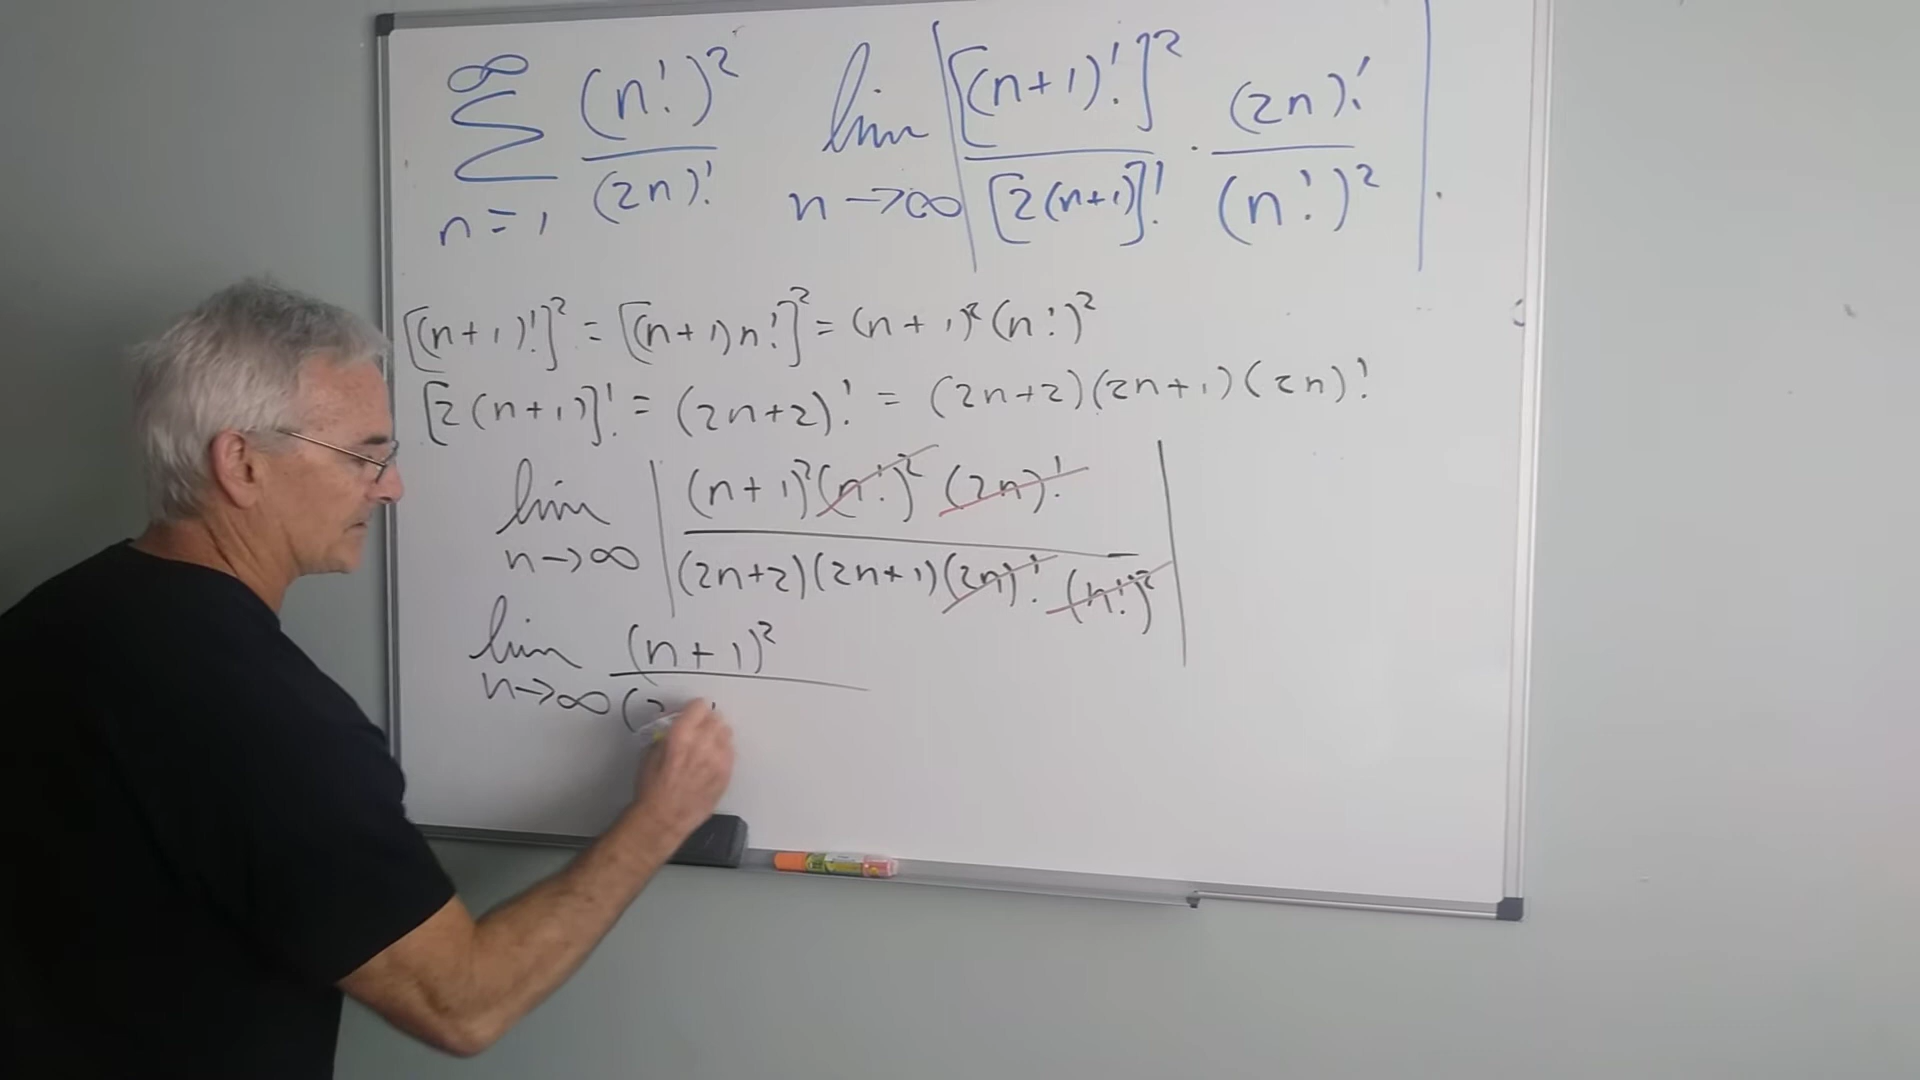 ∞ Σ n=1 (n!)² / (2n)! lim n→∞ | [(n+1)!]² / [2(n+1)]! · (2n)! / (n!)² | .
[(n+1)!]² = [(n+1)n!]² = (n+1)²(n!)²
[2(n+1)]! = (2n+2)! = (2n+2)(2n+1)(2n)!
lim n→∞ | (n+1)²(n!)² (2n)! / (2n+2)(2n+1)(2n)! (n!)² |
lim n→∞ (n+1)² / (2